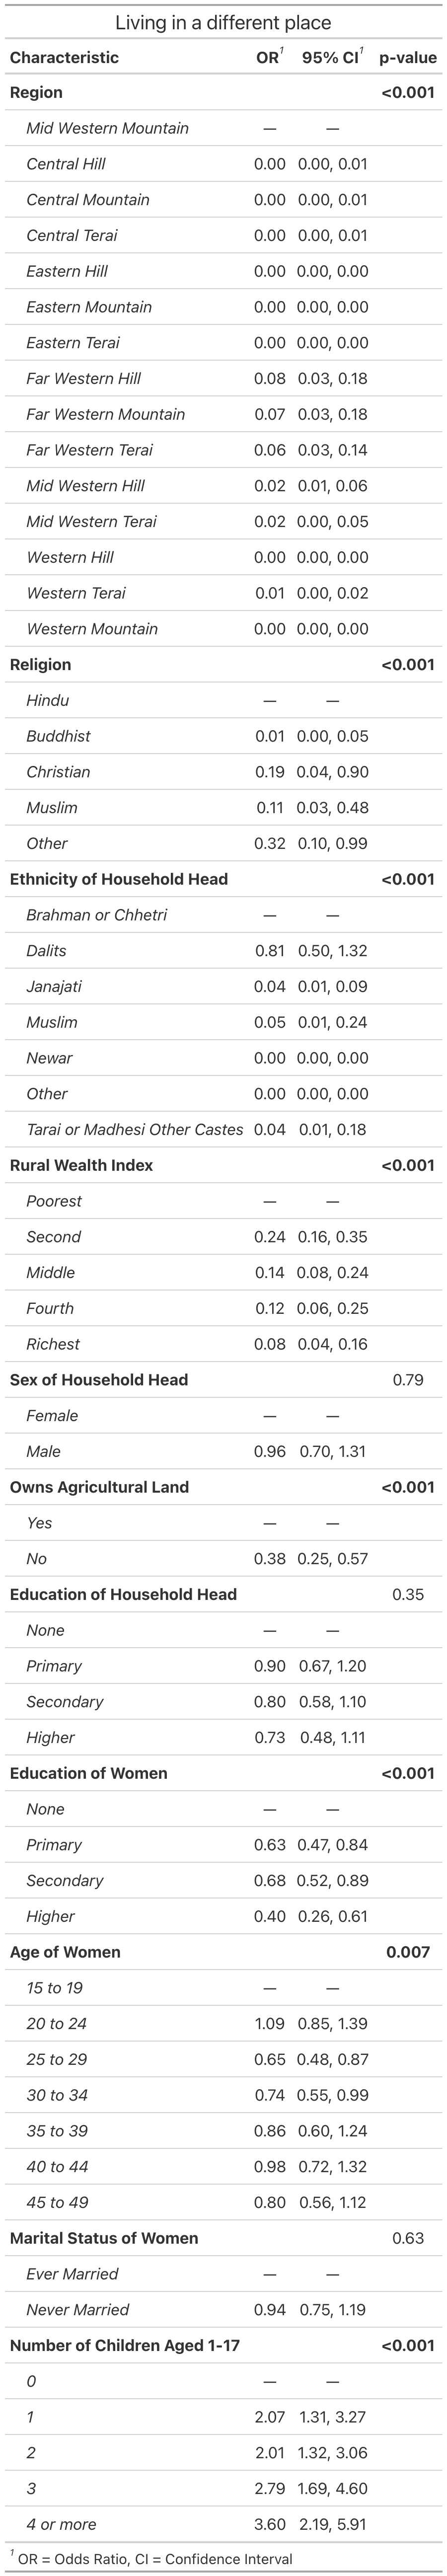 Living in a different place
Characteristic OR1 95% CI1 p-value
Region <0.001
Mid Western Mountain — —
Central Hill 0.00 0.00, 0.01
Central Mountain 0.00 0.00, 0.01
Central Terai 0.00 0.00, 0.01
Eastern Hill 0.00 0.00, 0.00
Eastern Mountain 0.00 0.00, 0.00
Eastern Terai 0.00 0.00, 0.00
Far Western Hill 0.08 0.03, 0.18
Far Western Mountain 0.07 0.03, 0.18
Far Western Terai 0.06 0.03, 0.14
Mid Western Hill 0.02 0.01, 0.06
Mid Western Terai 0.02 0.00, 0.05
Western Hill 0.00 0.00, 0.00
Western Terai 0.01 0.00, 0.02
Western Mountain 0.00 0.00, 0.00
Religion <0.001
Hindu — —
Buddhist 0.01 0.00, 0.05
Christian 0.19 0.04, 0.90
Muslim 0.11 0.03, 0.48
Other 0.32 0.10, 0.99
Ethnicity of Household Head <0.001
Brahman or Chhetri — —
Dalits 0.81 0.50, 1.32
Janajati 0.04 0.01, 0.09
Muslim 0.05 0.01, 0.24
Newar 0.00 0.00, 0.00
Other 0.00 0.00, 0.00
Tarai or Madhesi Other Castes 0.04 0.01, 0.18
Rural Wealth Index <0.001
Poorest — —
Second 0.24 0.16, 0.35
Middle 0.14 0.08, 0.24
Fourth 0.12 0.06, 0.25
Richest 0.08 0.04, 0.16
Sex of Household Head 0.79
Female — —
Male 0.96 0.70, 1.31
Owns Agricultural Land <0.001
Yes — —
No 0.38 0.25, 0.57
Education of Household Head 0.35
None — —
Primary 0.90 0.67, 1.20
Secondary 0.80 0.58, 1.10
Higher 0.73 0.48, 1.11
Education of Women <0.001
None — —
Primary 0.63 0.47, 0.84
Secondary 0.68 0.52, 0.89
Higher 0.40 0.26, 0.61
Age of Women 0.007
15 to 19 — —
20 to 24 1.09 0.85, 1.39
25 to 29 0.65 0.48, 0.87
30 to 34 0.74 0.55, 0.99
35 to 39 0.86 0.60, 1.24
40 to 44 0.98 0.72, 1.32
45 to 49 0.80 0.56, 1.12
Marital Status of Women 0.63
Ever Married — —
Never Married 0.94 0.75, 1.19
Number of Children Aged 1-17 <0.001
0 — —
1 2.07 1.31, 3.27
2 2.01 1.32, 3.06
3 2.79 1.69, 4.60
4 or more 3.60 2.19, 5.91
1 OR = Odds Ratio, CI = Confidence Interval